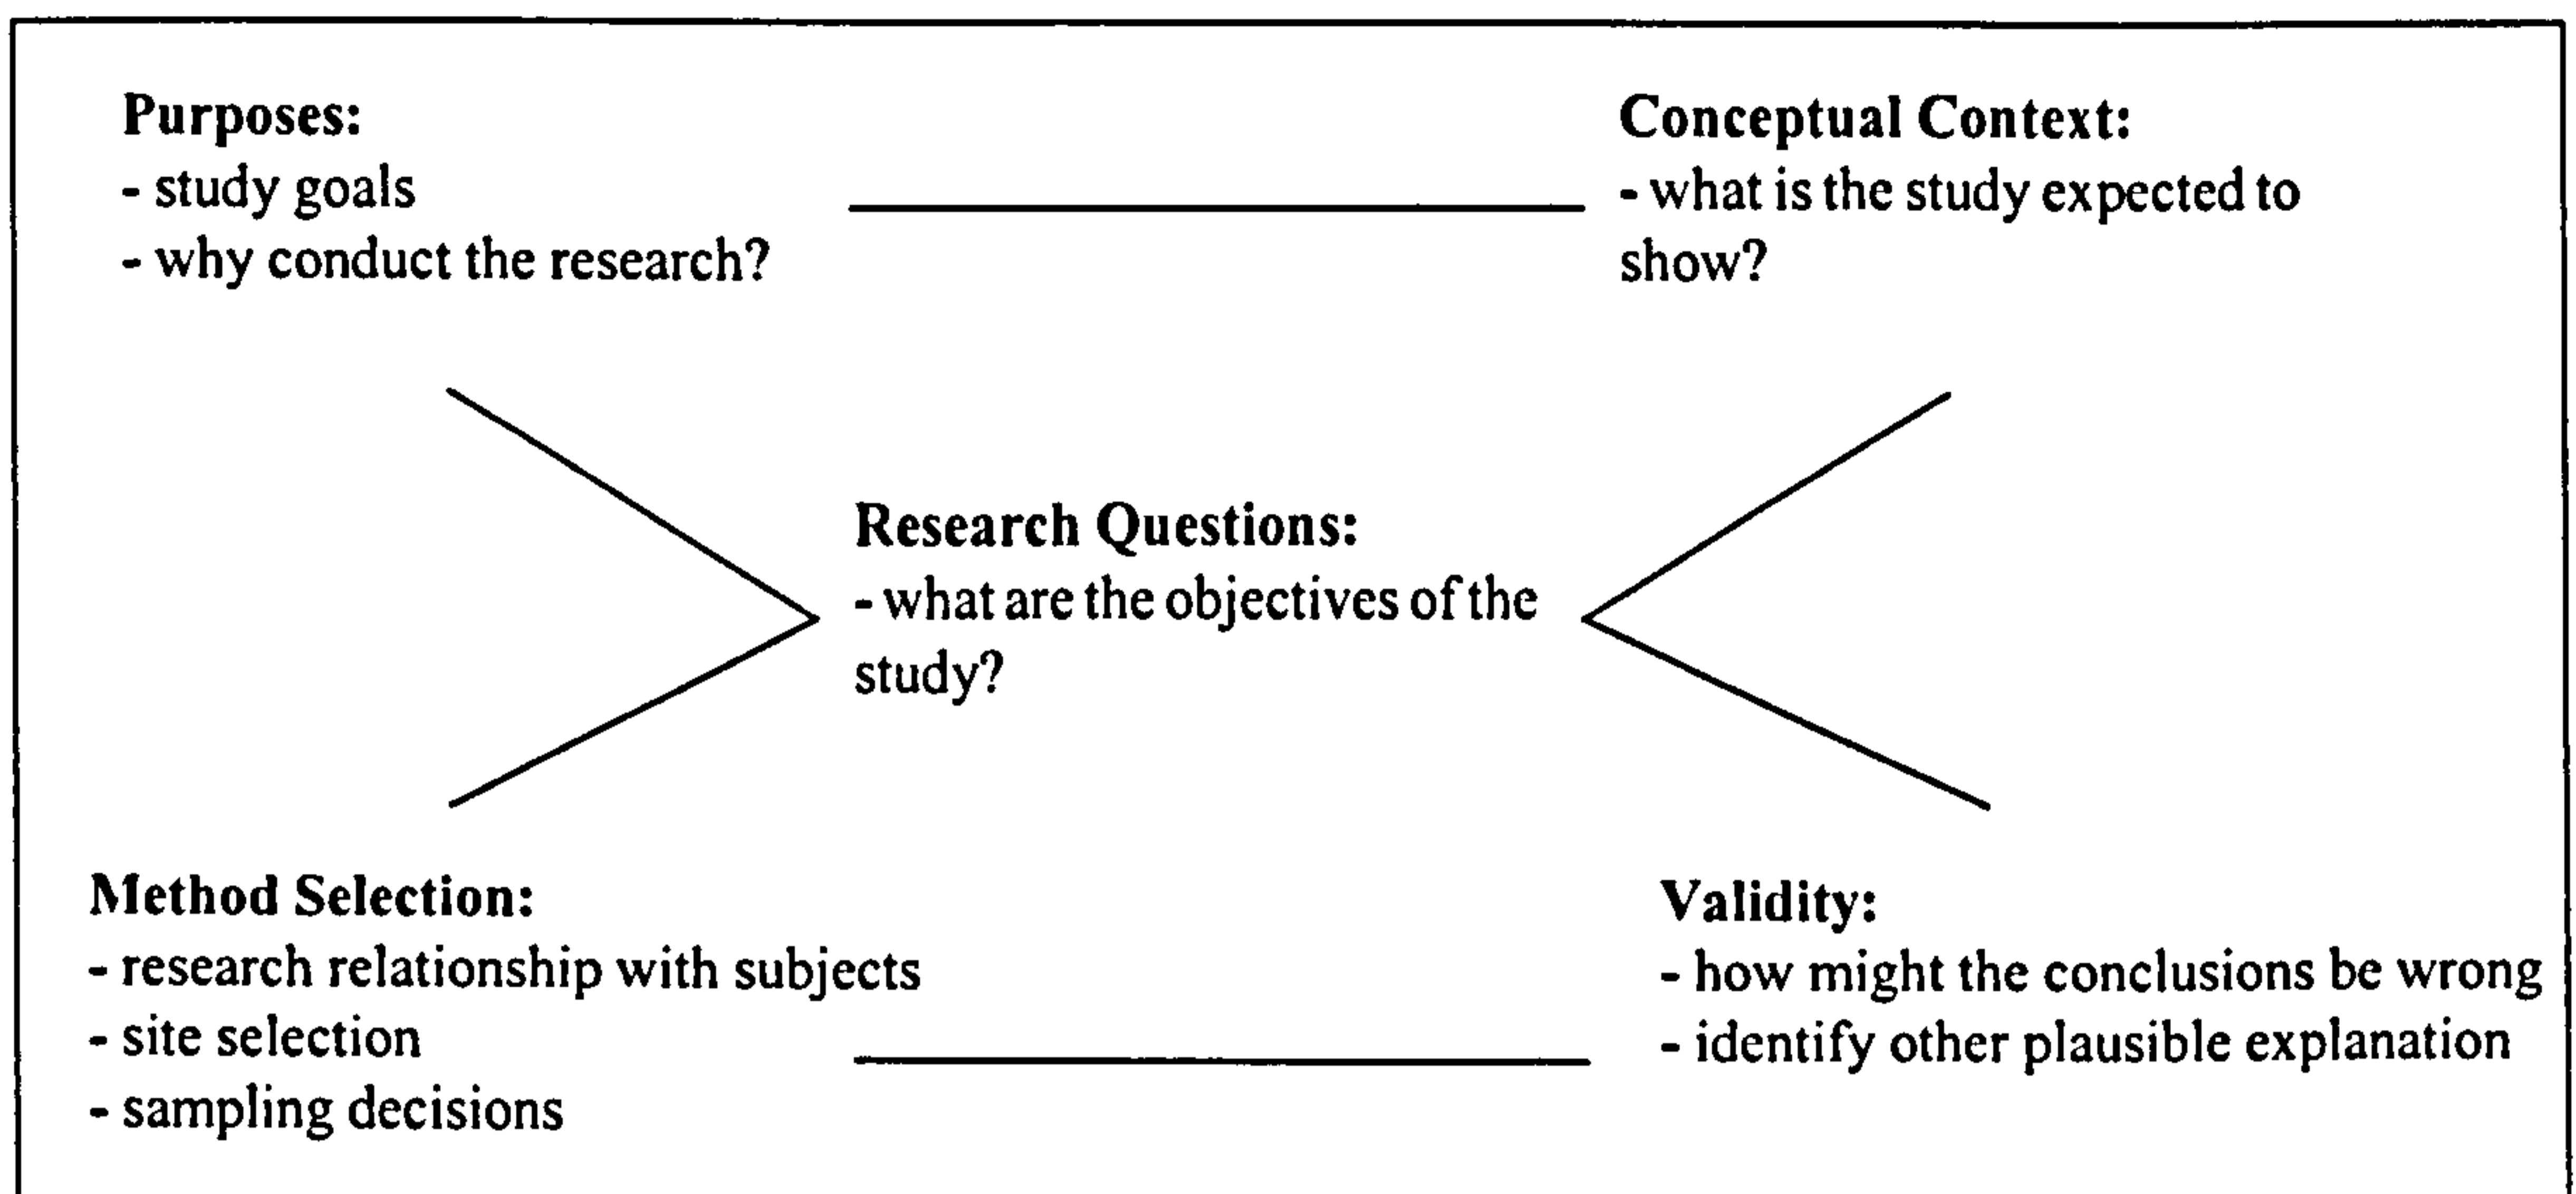 Purposes:
- study goals
- why conduct the research?
Conceptual Context:
- what is the study expected to
show?
Research Questions:
- what are the objectives of the
study?
Method Selection:
- research relationship with subjects
- site selection
- sampling decisions
Validity:
- how might the conclusions be wrong
- identify other plausible explanation